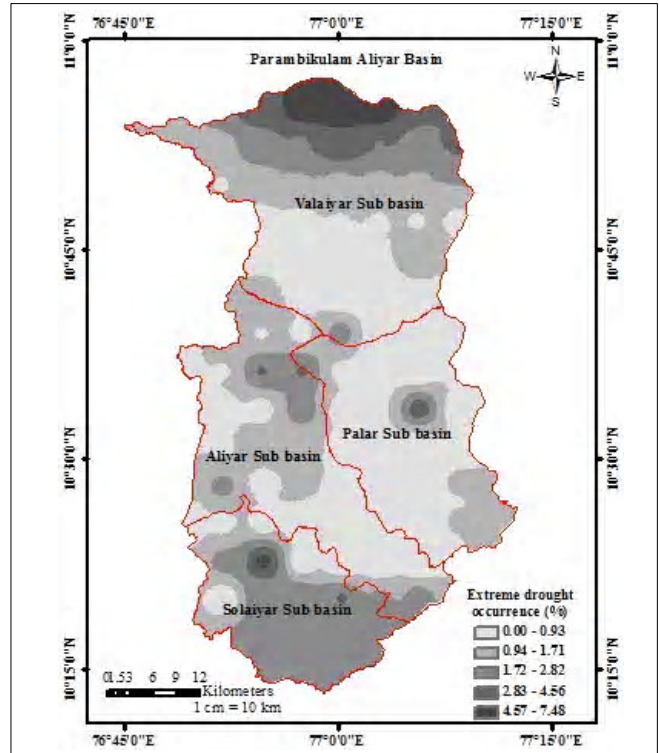 76°45'0"E 77°0'0"E 77°15'0"E
11°0'0"N
11°0'0"N
Parambikulam Aliyar Basin
N
W E
S
Valaiyar Sub basin
10°45'0"N
10°45'0"N
Palar Sub basin
Aliyar Sub basin
10°30'0"N
10°30'0"N
Solaiyar Sub basin
Extreme drought
occurrence (%)
0.00 - 0.93
0.94 - 1.71
1.72 - 2.82
2.83 - 4.56
4.57 - 7.48
10°15'0"N
10°15'0"N
01.53 6 9 12
Kilometers
1 cm = 10 km
76°45'0"E 77°0'0"E 77°15'0"E